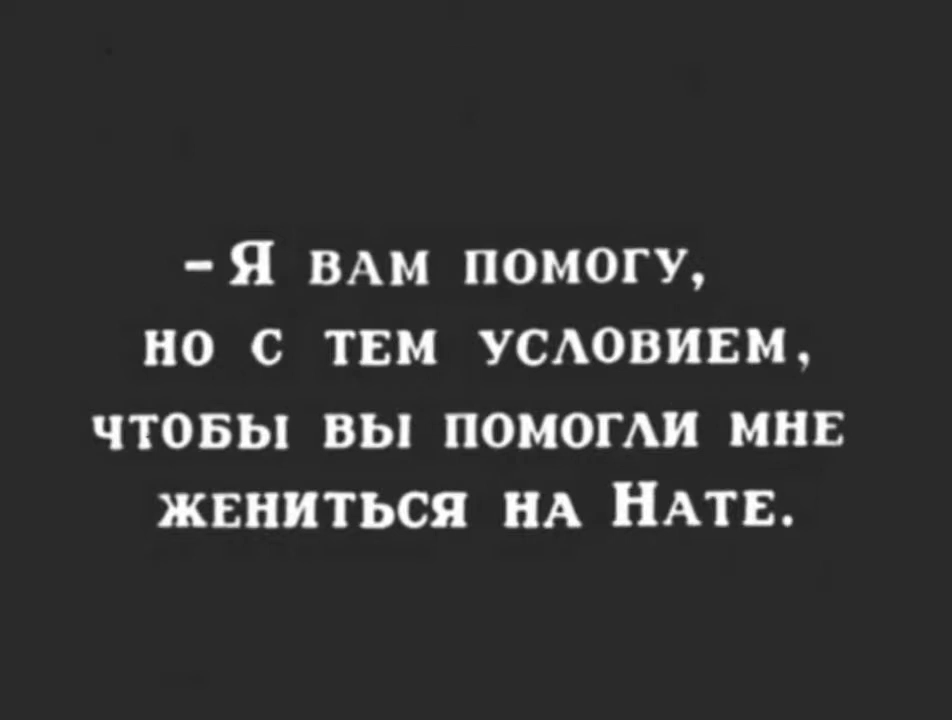 -Я ВАМ ПОМОГУ,
НО С ТЕМ УСЛОВИЕМ,
ЧТОБЫ ВЫ ПОМОГЛИ МНЕ
ЖЕНИТЬСЯ НА НАТЕ.